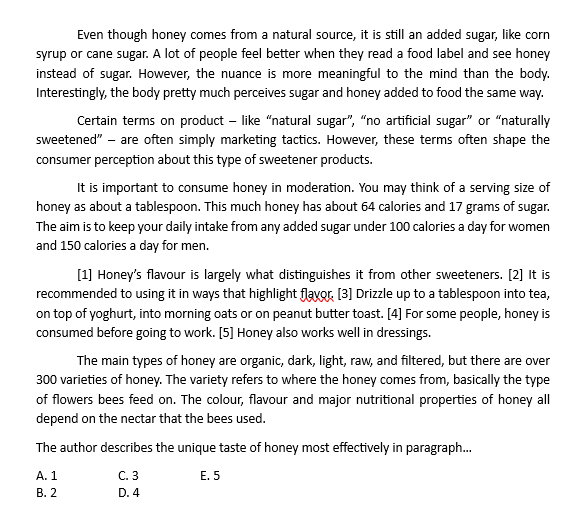 Even though honey comes from a natural source, it is still an added sugar, like corn
syrup or cane sugar. A lot of people feel better when they read a food label and see honey
instead of sugar. However, the nuance is more meaningful to the mind than the body.
Interestingly, the body pretty much perceives sugar and honey added to food the same way.
Certain terms on product – like “natural sugar”, “no artificial sugar” or “naturally
sweetened” – are often simply marketing tactics. However, these terms often shape the
consumer perception about this type of sweetener products.
It is important to consume honey in moderation. You may think of a serving size of
honey as about a tablespoon. This much honey has about 64 calories and 17 grams of sugar.
The aim is to keep your daily intake from any added sugar under 100 calories a day for women
and 150 calories a day for men.
[1] Honey’s flavour is largely what distinguishes it from other sweeteners. [2] It is
recommended to using it in ways that highlight flavor. [3] Drizzle up to a tablespoon into tea,
on top of yoghurt, into morning oats or on peanut butter toast. [4] For some people, honey is
consumed before going to work. [5] Honey also works well in dressings.
The main types of honey are organic, dark, light, raw, and filtered, but there are over
300 varieties of honey. The variety refers to where the honey comes from, basically the type
of flowers bees feed on. The colour, flavour and major nutritional properties of honey all
depend on the nectar that the bees used.
The author describes the unique taste of honey most effectively in paragraph...
A. 1 C. 3 E. 5
B. 2 D. 4